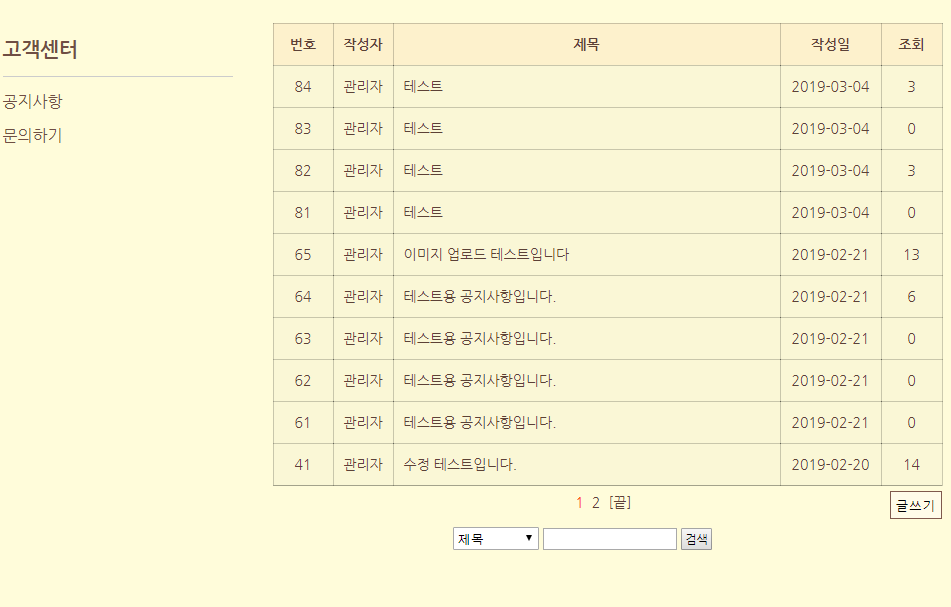 고객센터
공지사항
문의하기
번호 작성자 제목 작성일 조회
84 관리자 테스트 2019-03-04 3
83 관리자 테스트 2019-03-04 0
82 관리자 테스트 2019-03-04 3
81 관리자 테스트 2019-03-04 0
65 관리자 이미지 업로드 테스트입니다 2019-02-21 13
64 관리자 테스트용 공지사항입니다. 2019-02-21 6
63 관리자 테스트용 공지사항입니다. 2019-02-21 0
62 관리자 테스트용 공지사항입니다. 2019-02-21 0
61 관리자 테스트용 공지사항입니다. 2019-02-21 0
41 관리자 수정 테스트입니다. 2019-02-20 14
1 2 [끝] 글쓰기
제목 검색